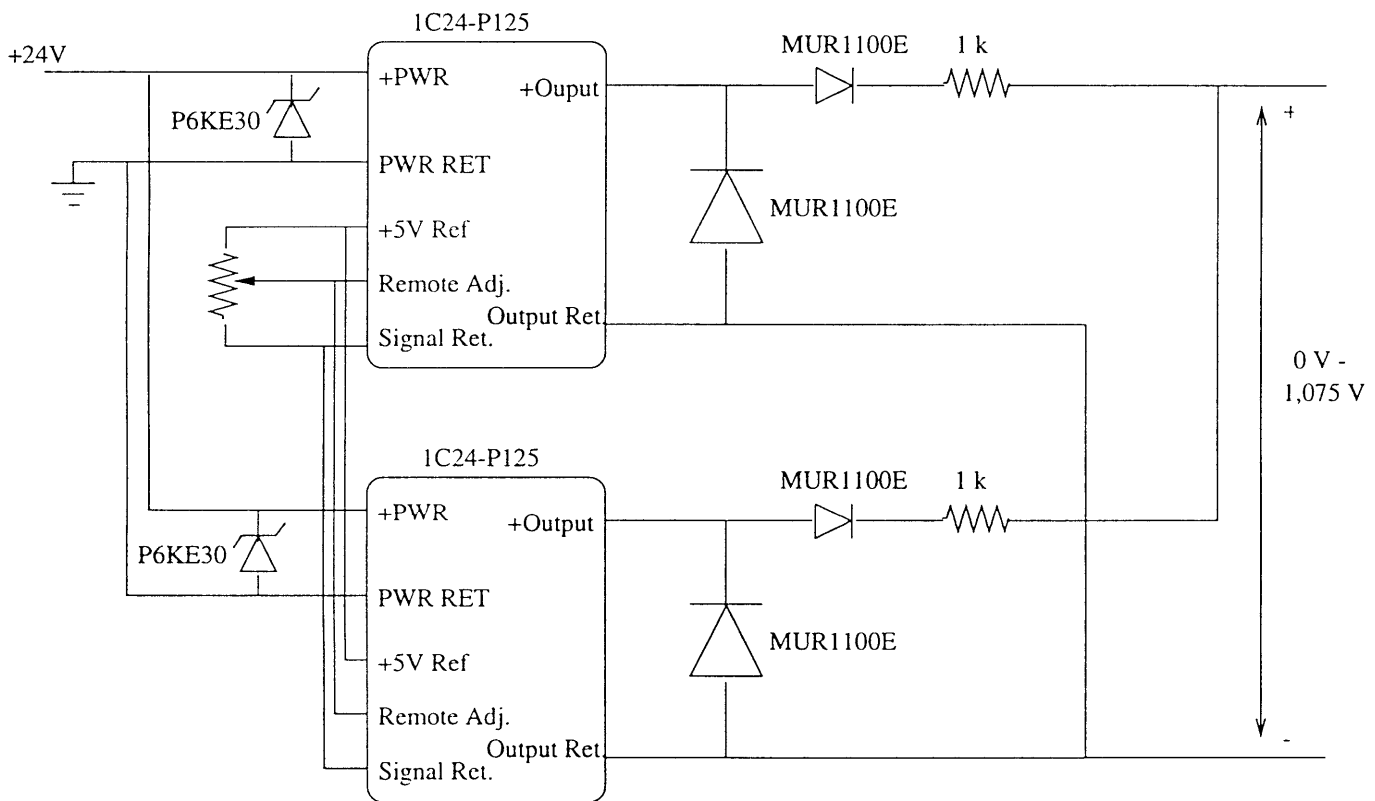 1C24-P125
+24V
MUR1100E
1 k
+PWR
+Ouput
P6KE30
+
PWR RET
MUR1100E
+5V Ref
Remote Adj.
Output Ret
Signal Ret.
0 V -
1,075 V
1C24-P125
MUR1100E
1 k
+PWR
+Output
P6KE30
PWR RET
MUR1100E
+5V Ref
Remote Adj.
-
Output Ret
Signal Ret.